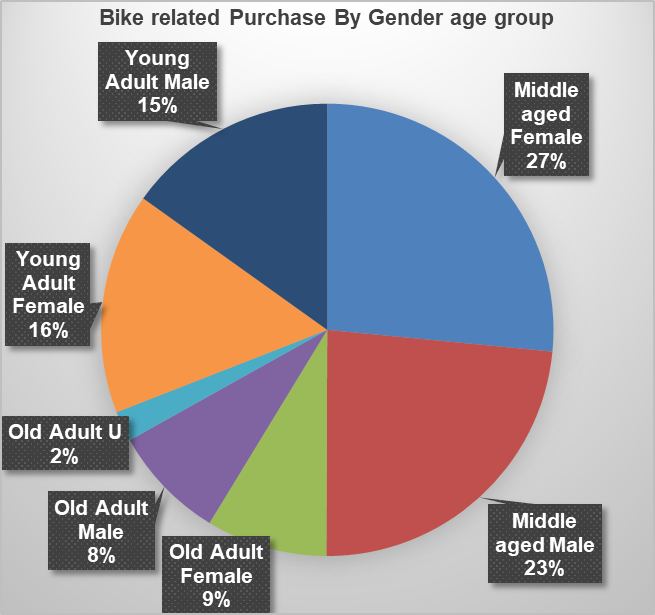 Bike related Purchase By Gender age group
Young
Adult Male
15%
Middle
aged
Female
27%
Young
Adult
Female
16%
Old Adult U
2%
Old Adult
Male
8%
Old Adult
Female
9%
Middle
aged Male
23%